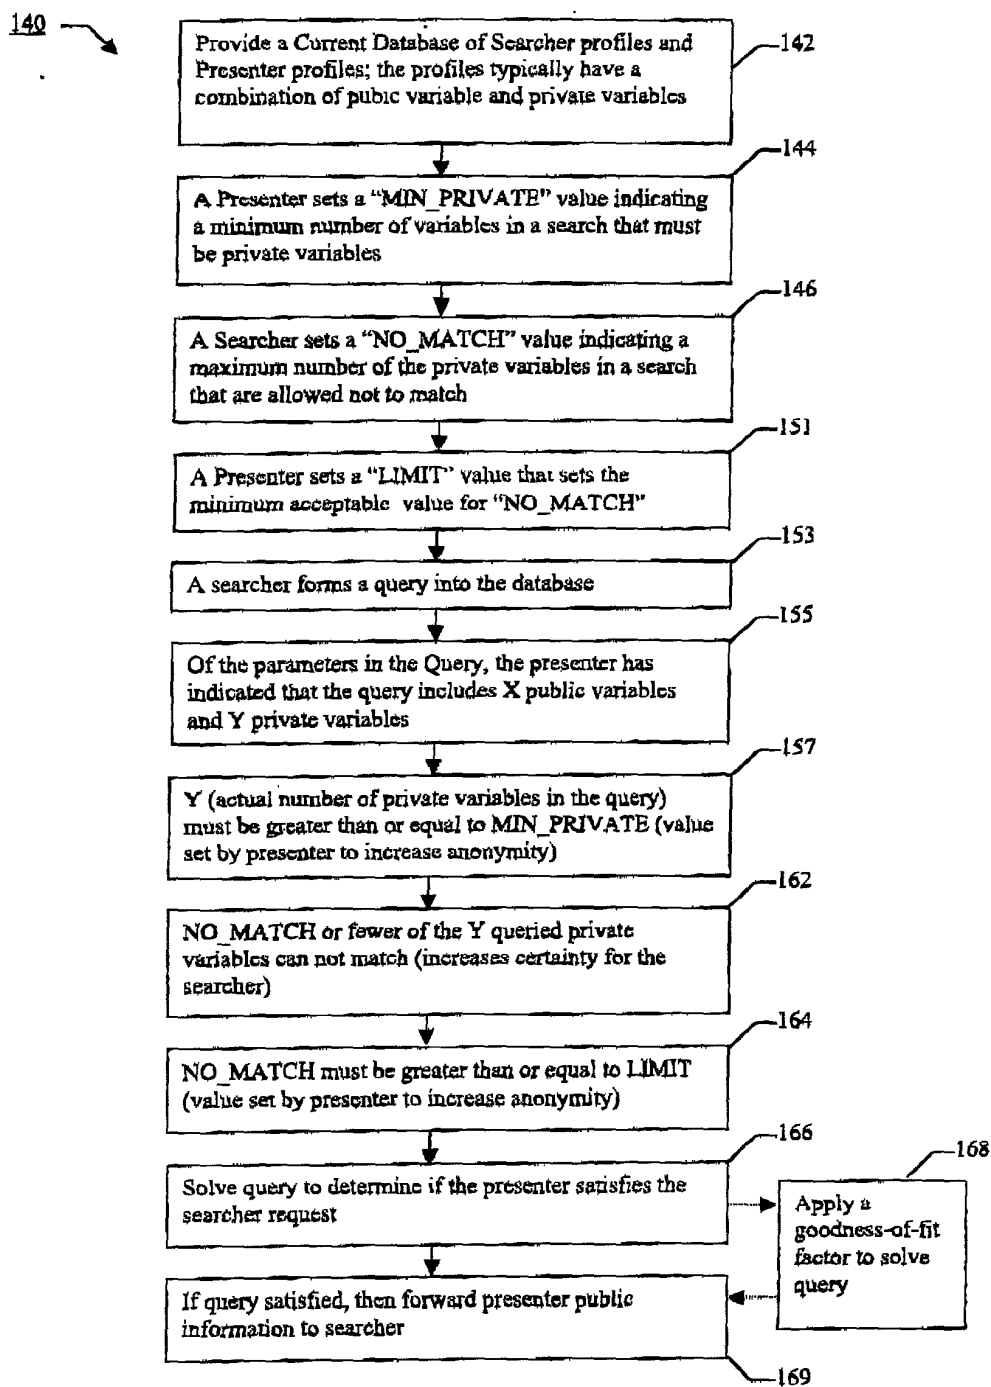 140
Provide a Current Database of Searcher profiles and
Presenter profiles; the profiles typically have a
combination of pubic variable and private variables
142
144
A Presenter sets a "MIN_PRIVATE" value indicating
a minimum number of variables in a search that must
be private variables
146
A Searcher sets a "NO_MATCH" value indicating a
maximum number of the private variables in a search
that are allowed not to match
151
A Presenter sets a "LIMIT" value that sets the
minimum acceptable value for "NO_MATCH"
153
A searcher forms a query into the database
155
Of the parameters in the Query, the presenter has
indicated that the query includes X public variables
and Y private variables
157
Y (actual number of private variables in the query)
must be greater than or equal to MIN_PRIVATE (value
set by presenter to increase anonymity)
162
NO_MATCH or fewer of the Y queried private
variables can not match (increases certainty for the
searcher)
164
NO_MATCH must be greater than or equal to LIMIT
(value set by presenter to increase anonymity)
166
Solve query to determine if the presenter satisfies the
searcher request
168
Apply a
goodness-of-fit
factor to solve
query
If query satisfied, then forward presenter public
information to searcher
169